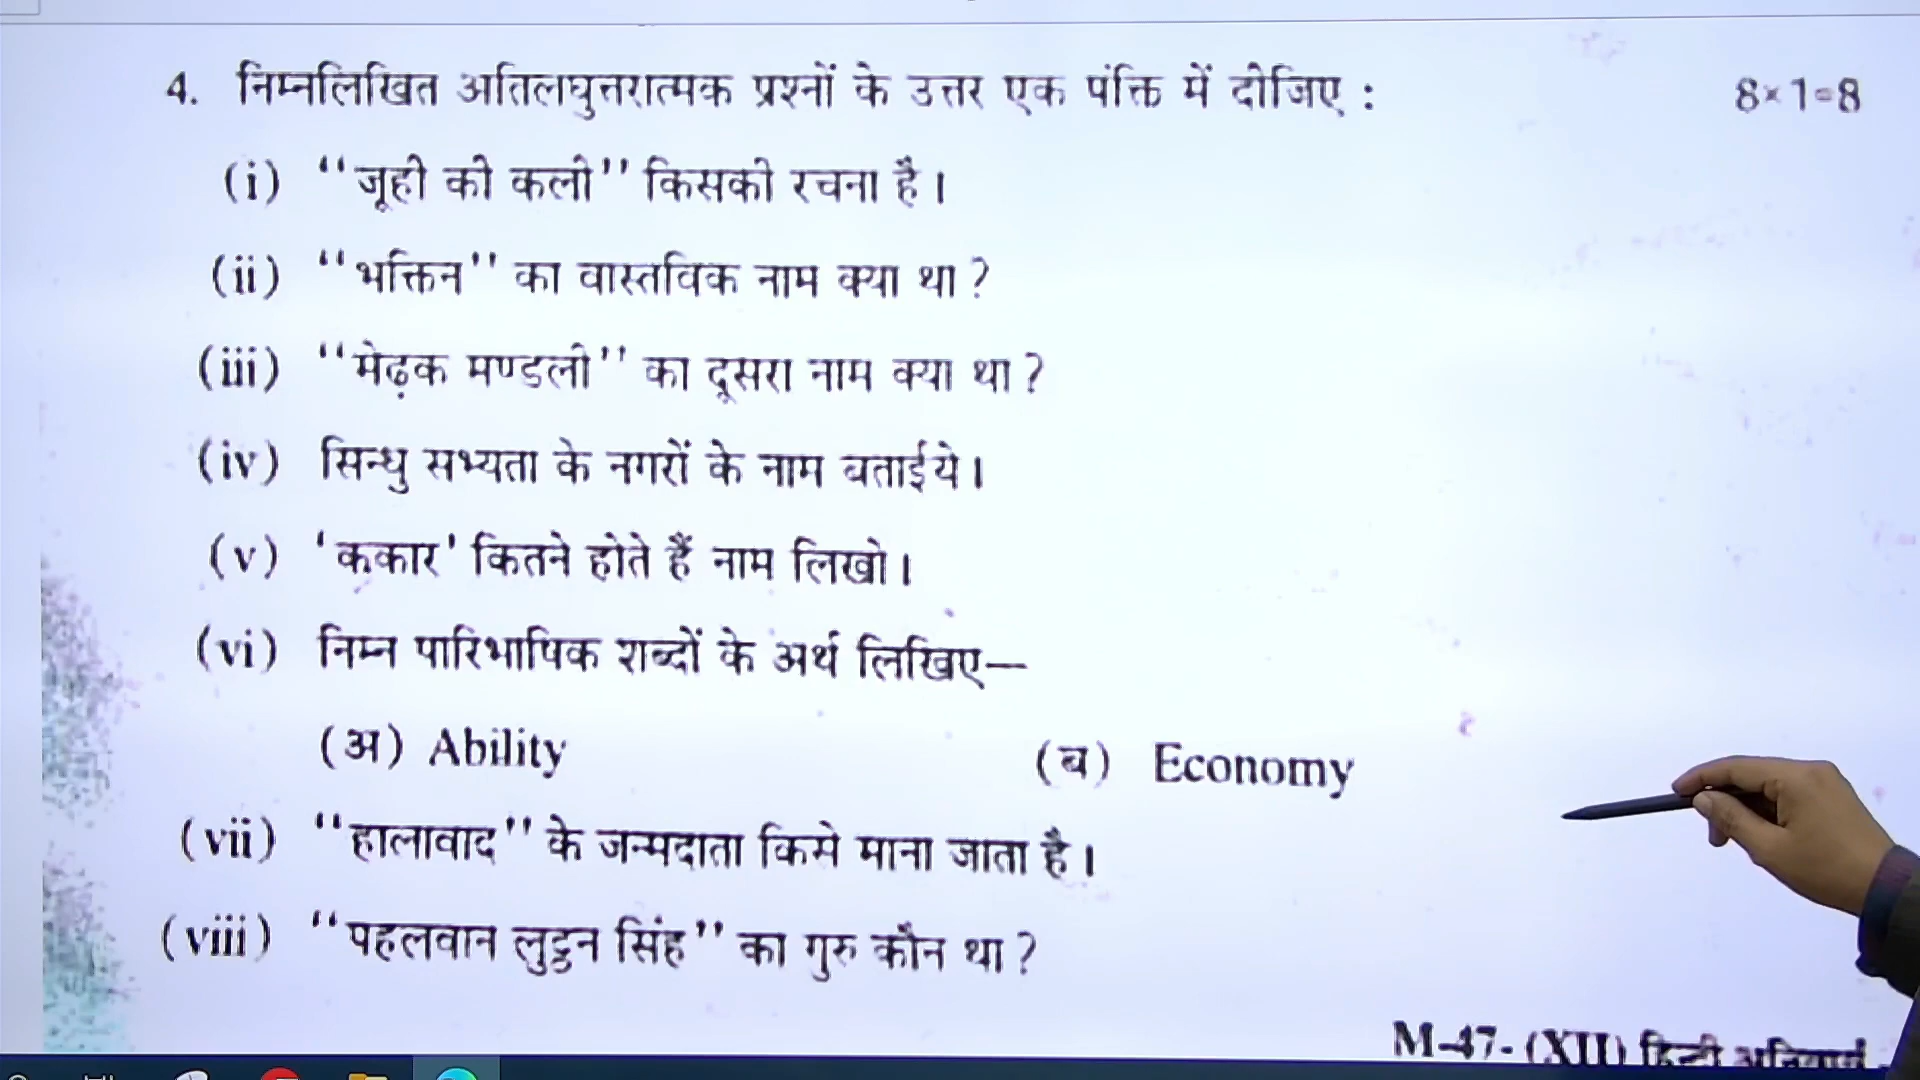 4. निम्नलिखित अतिलघुत्तरात्मक प्रश्नों के उत्तर एक पंक्ति में दीजिए : 8×1=8
(i) “जूही की कली” किसकी रचना है।
(ii) “भक्तिन” का वास्तविक नाम क्या था ?
(iii) “मेढ़क मण्डली” का दूसरा नाम क्या था ?
(iv) सिन्धु सभ्यता के नगरों के नाम बताईये।
(v) ‘ककार’ कितने होते हैं नाम लिखो।
(vi) निम्न पारिभाषिक शब्दों के अर्थ लिखिए—
(अ) Ability (ब) Economy
(vii) “हालावाद” के जन्मदाता किसे माना जाता है।
(viii) “पहलवान लुट्टन सिंह” का गुरु कौन था ?
M-47- (XII) हिन्दी अनिवार्य